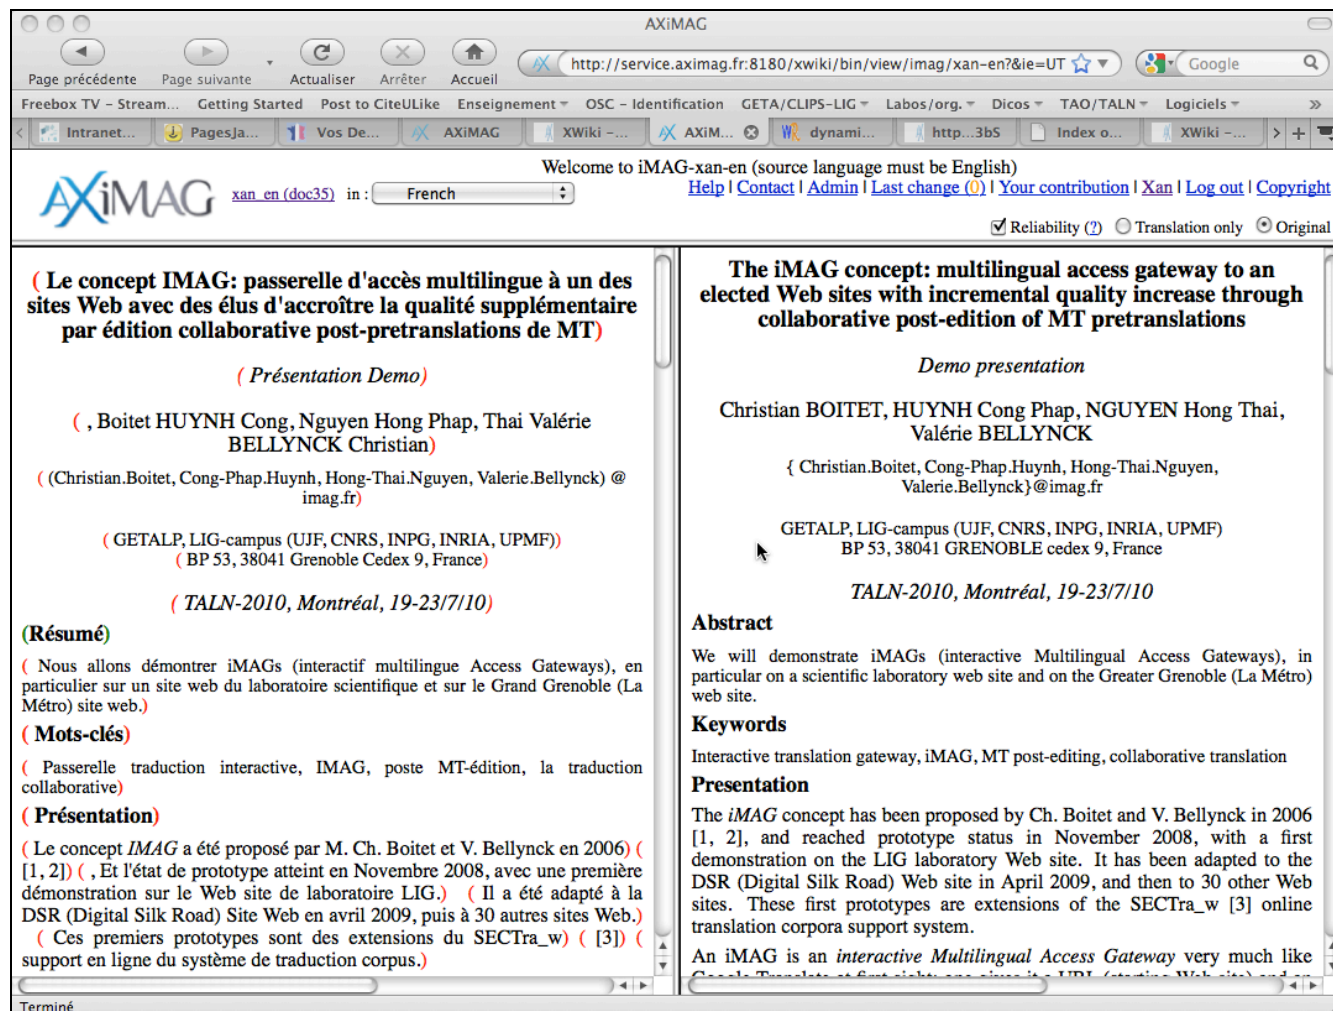 AXiMAG
Page précédente Page suivante Actualiser Arrêter Accueil
http://service.aximag.fr:8180/xwiki/bin/view/imag/xan-en?&ie=UT
Google
Freebox TV – Stream... Getting Started Post to CiteULike Enseignement OSC – Identification GETA/CLIPS-LIG Labos/org. Dicos TAO/TALN Logiciels »
Intranet... PagesJa... Vos De... AXiMAG XWiki –... AXiM... dynami... http...3bS Index o... XWiki –...
Welcome to iMAG-xan-en (source language must be English)
AXiMAG xan_en (doc35) in : French
Help | Contact | Admin | Last change (0) | Your contribution | Xan | Log out | Copyright
Reliability (?) Translation only Original
( Le concept IMAG: passerelle d'accès multilingue à un des
sites Web avec des élus d'accroître la qualité supplémentaire
par édition collaborative post-pretranslations de MT)
( Présentation Demo)
( , Boitet HUYNH Cong, Nguyen Hong Phap, Thai Valérie
BELLYNCK Christian)
( (Christian.Boitet, Cong-Phap.Huynh, Hong-Thai.Nguyen, Valerie.Bellynck) @
imag.fr)
( GETALP, LIG-campus (UJF, CNRS, INPG, INRIA, UPMF))
( BP 53, 38041 Grenoble Cedex 9, France)
( TALN-2010, Montréal, 19-23/7/10)
(Résumé)
( Nous allons démontrer iMAGs (interactif multilingue Access Gateways), en
particulier sur un site web du laboratoire scientifique et sur le Grand Grenoble (La
Métro) site web.)
( Mots-clés)
( Passerelle traduction interactive, IMAG, poste MT-édition, la traduction
collaborative)
( Présentation)
( Le concept IMAG a été proposé par M. Ch. Boitet et V. Bellynck en 2006) (
[1, 2]) ( , Et l'état de prototype atteint en Novembre 2008, avec une première
démonstration sur le Web site de laboratoire LIG.) ( Il a été adapté à la
DSR (Digital Silk Road) Site Web en avril 2009, puis à 30 autres sites Web.)
( Ces premiers prototypes sont des extensions du SECTra_w) ( [3]) (
support en ligne du système de traduction corpus.)
The iMAG concept: multilingual access gateway to an
elected Web sites with incremental quality increase through
collaborative post-edition of MT pretranslations
Demo presentation
Christian BOITET, HUYNH Cong Phap, NGUYEN Hong Thai,
Valérie BELLYNCK
{ Christian.Boitet, Cong-Phap.Huynh, Hong-Thai.Nguyen,
Valerie.Bellynck}@imag.fr
GETALP, LIG-campus (UJF, CNRS, INPG, INRIA, UPMF)
BP 53, 38041 GRENOBLE cedex 9, France
TALN-2010, Montréal, 19-23/7/10
Abstract
We will demonstrate iMAGs (interactive Multilingual Access Gateways), in
particular on a scientific laboratory web site and on the Greater Grenoble (La Métro)
web site.
Keywords
Interactive translation gateway, iMAG, MT post-editing, collaborative translation
Presentation
The iMAG concept has been proposed by Ch. Boitet and V. Bellynck in 2006
[1, 2], and reached prototype status in November 2008, with a first
demonstration on the LIG laboratory Web site. It has been adapted to the
DSR (Digital Silk Road) Web site in April 2009, and then to 30 other Web
sites. These first prototypes are extensions of the SECTra_w [3] online
translation corpora support system.
An iMAG is an interactive Multilingual Access Gateway very much like
Google Translate at first sight: one gives it a URL (starting Web site) and an
Terminé